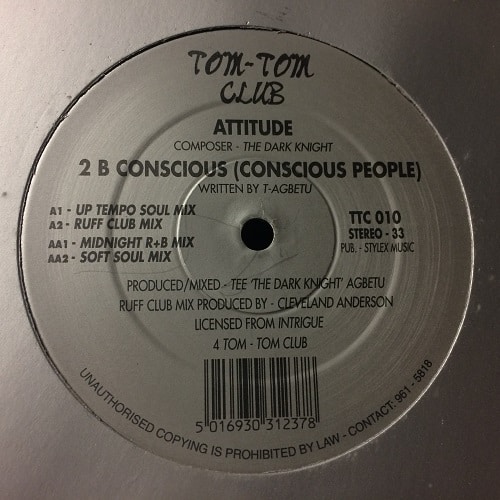 TOM-TOM
CLUB
ATTITUDE
COMPOSER - THE DARK KNIGHT
2 B CONSCIOUS (CONSCIOUS PEOPLE)
WRITTEN BY T-AGBETU
A1 - UP TEMPO SOUL MIX
A2 - RUFF CLUB MIX
AA1 - MIDNIGHT R+B MIX
AA2 - SOFT SOUL MIX
TTC 010
STEREO - 33
PUB. - STYLEX MUSIC
PRODUCED/MIXED - TEE 'THE DARK KNIGHT' AGBETU
RUFF CLUB MIX PRODUCED BY - CLEVELAND ANDERSON
LICENSED FROM INTRIGUE
4 TOM - TOM CLUB
5 016930 312378
UNAUTHORISED COPYING IS PROHIBITED BY LAW - CONTACT: 961 - 5818